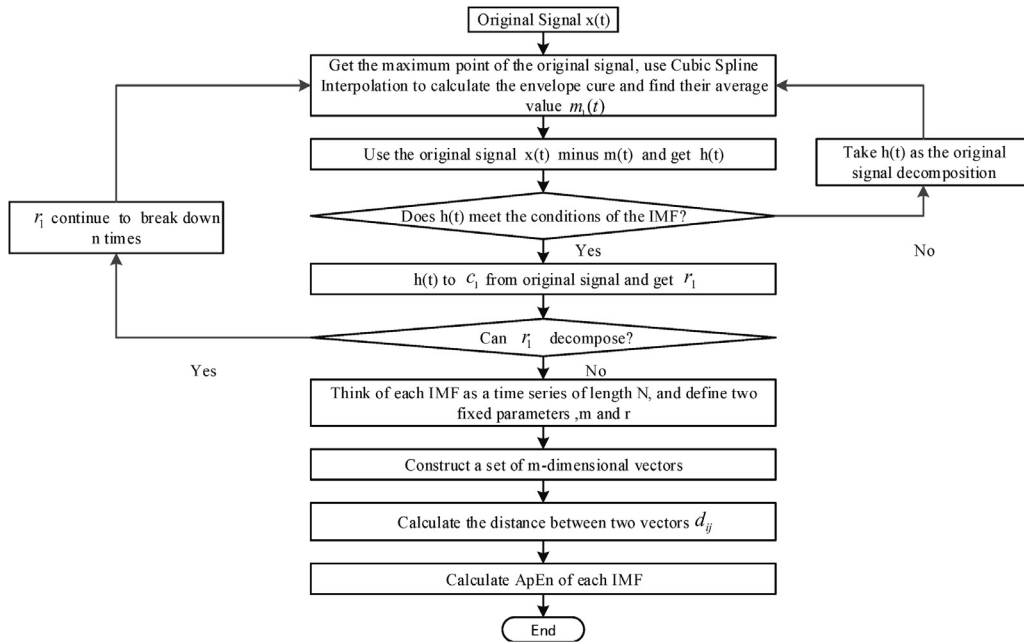 Original Signal x(t)
Get the maximum point of the original signal, use Cubic Spline
Interpolation to calculate the envelope cure and find their average
value m₁(t)
Use the original signal x(t) minus m(t) and get h(t)
Take h(t) as the original
signal decomposition
Does h(t) meet the conditions of the IMF?
r₁ continue to break down
n times
Yes
No
h(t) to c₁ from original signal and get r₁
Can r₁ decompose?
Yes
No
Think of each IMF as a time series of length N, and define two
fixed parameters ,m and r
Construct a set of m-dimensional vectors
Calculate the distance between two vectors dᵢⱼ
Calculate ApEn of each IMF
End